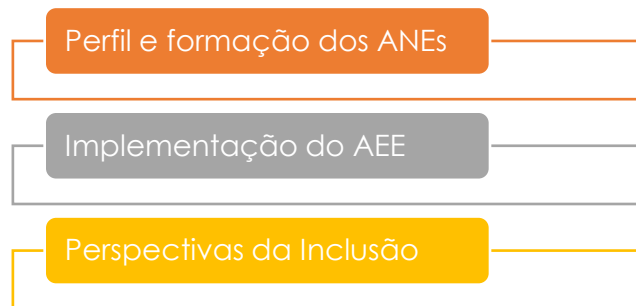 Perfil e formação dos ANEs
Implementação do AEE
Perspectivas da Inclusão